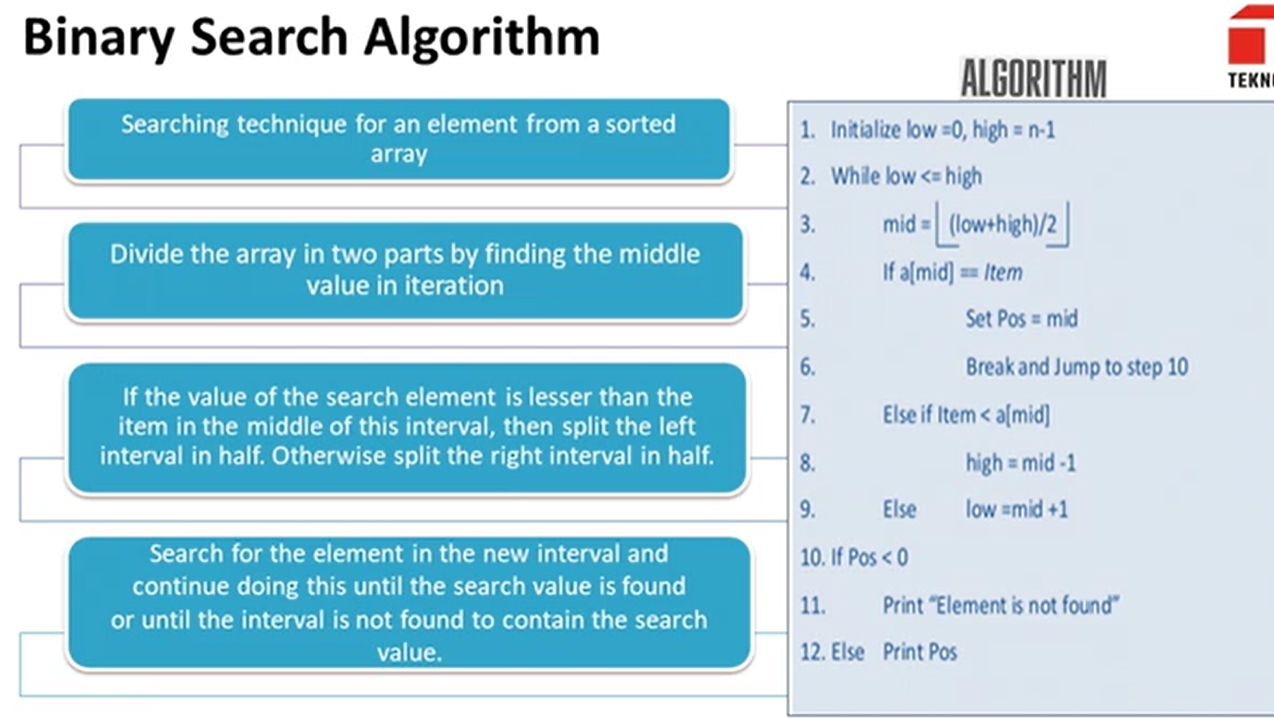 Binary Search Algorithm
Searching technique for an element from a sorted
array
Divide the array in two parts by finding the middle
value in iteration
If the value of the search element is lesser than the
item in the middle of this interval, then split the left
interval in half. Otherwise split the right interval in half.
Search for the element in the new interval and
continue doing this until the search value is found
or until the interval is not found to contain the search
value.
ALGORITHM
1. Initialize low =0, high = n-1
2. While low <= high
3. mid = ⌊ (low+high)/2 ⌋
4. If a[mid] == Item
5. Set Pos = mid
6. Break and Jump to step 10
7. Else if Item < a[mid]
8. high = mid -1
9. Else low =mid +1
10. If Pos < 0
11. Print “Element is not found”
12. Else Print Pos